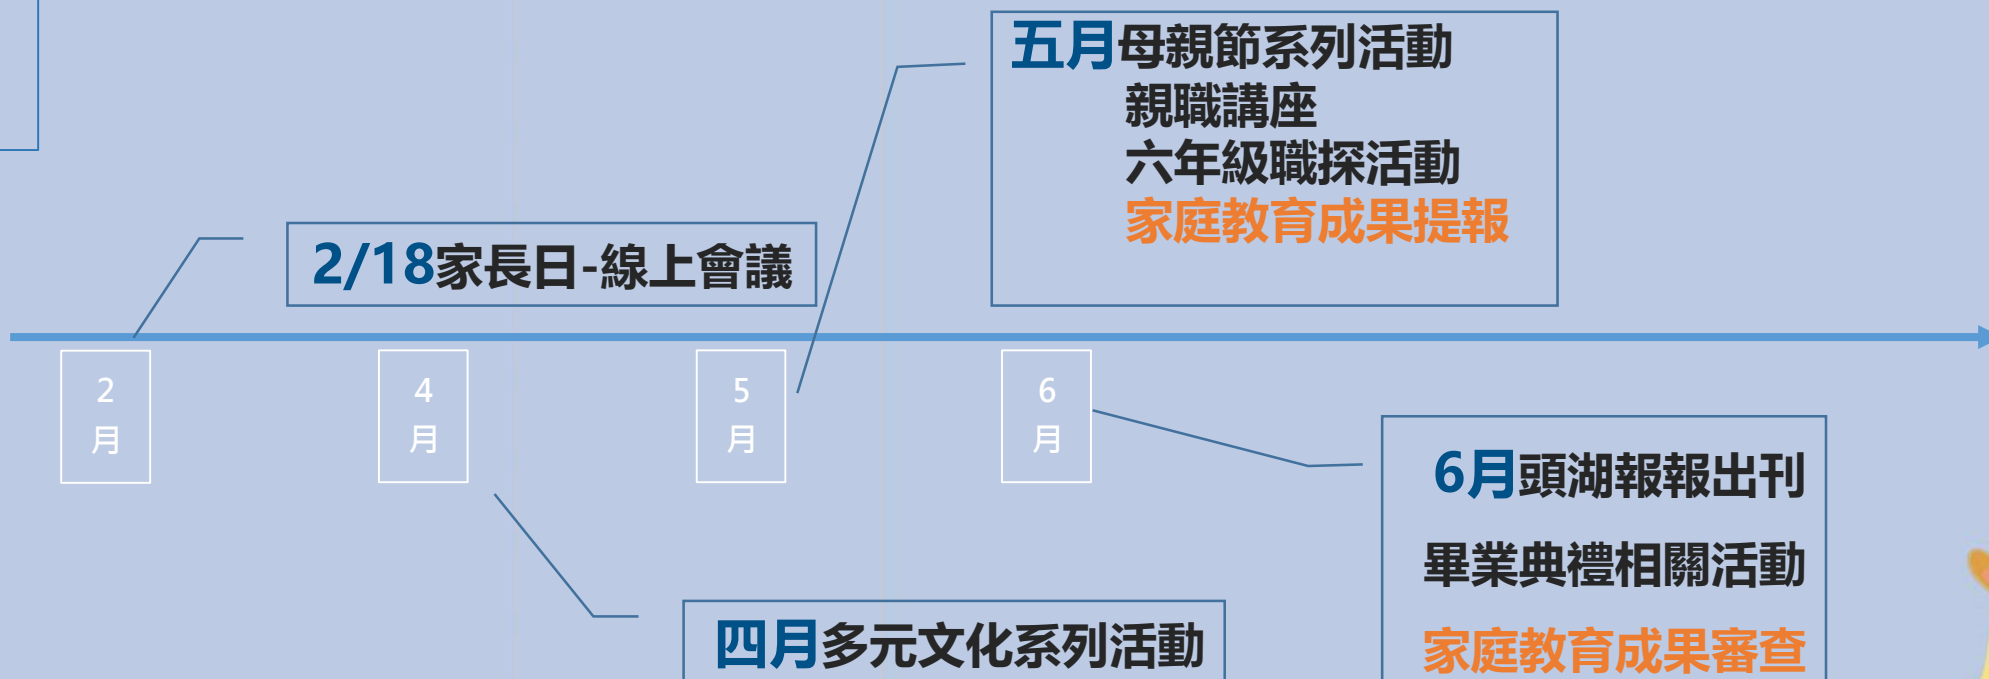 五月母親節系列活動
親職講座
六年級職探活動
家庭教育成果提報
2/18家長日-線上會議
2
月
4
月
5
月
6
月
6月頭湖報報出刊
畢業典禮相關活動
家庭教育成果審查
四月多元文化系列活動